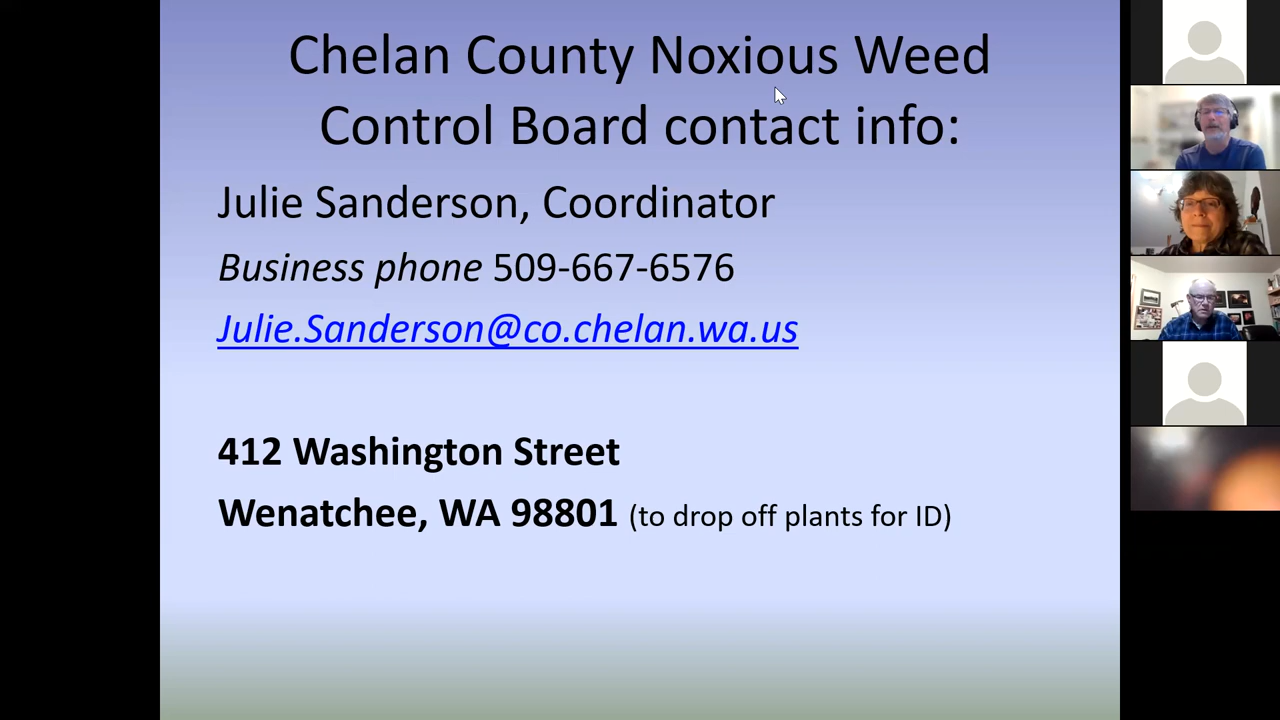 Chelan County Noxious Weed
Control Board contact info:
Julie Sanderson, Coordinator
Business phone 509-667-6576
Julie.Sanderson@co.chelan.wa.us
412 Washington Street
Wenatchee, WA 98801 (to drop off plants for ID)